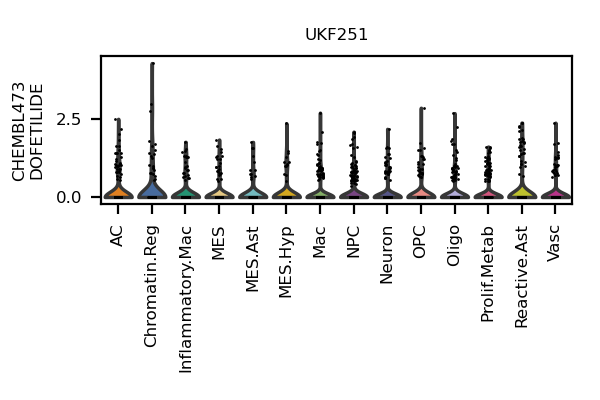 UKF251
CHEMBL473
DOFETILIDE
2.5
0.0
AC
Chromatin.Reg
Inflammatory.Mac
MES
MES.Ast
MES.Hyp
Mac
NPC
Neuron
OPC
Oligo
Prolif.Metab
Reactive.Ast
Vasc